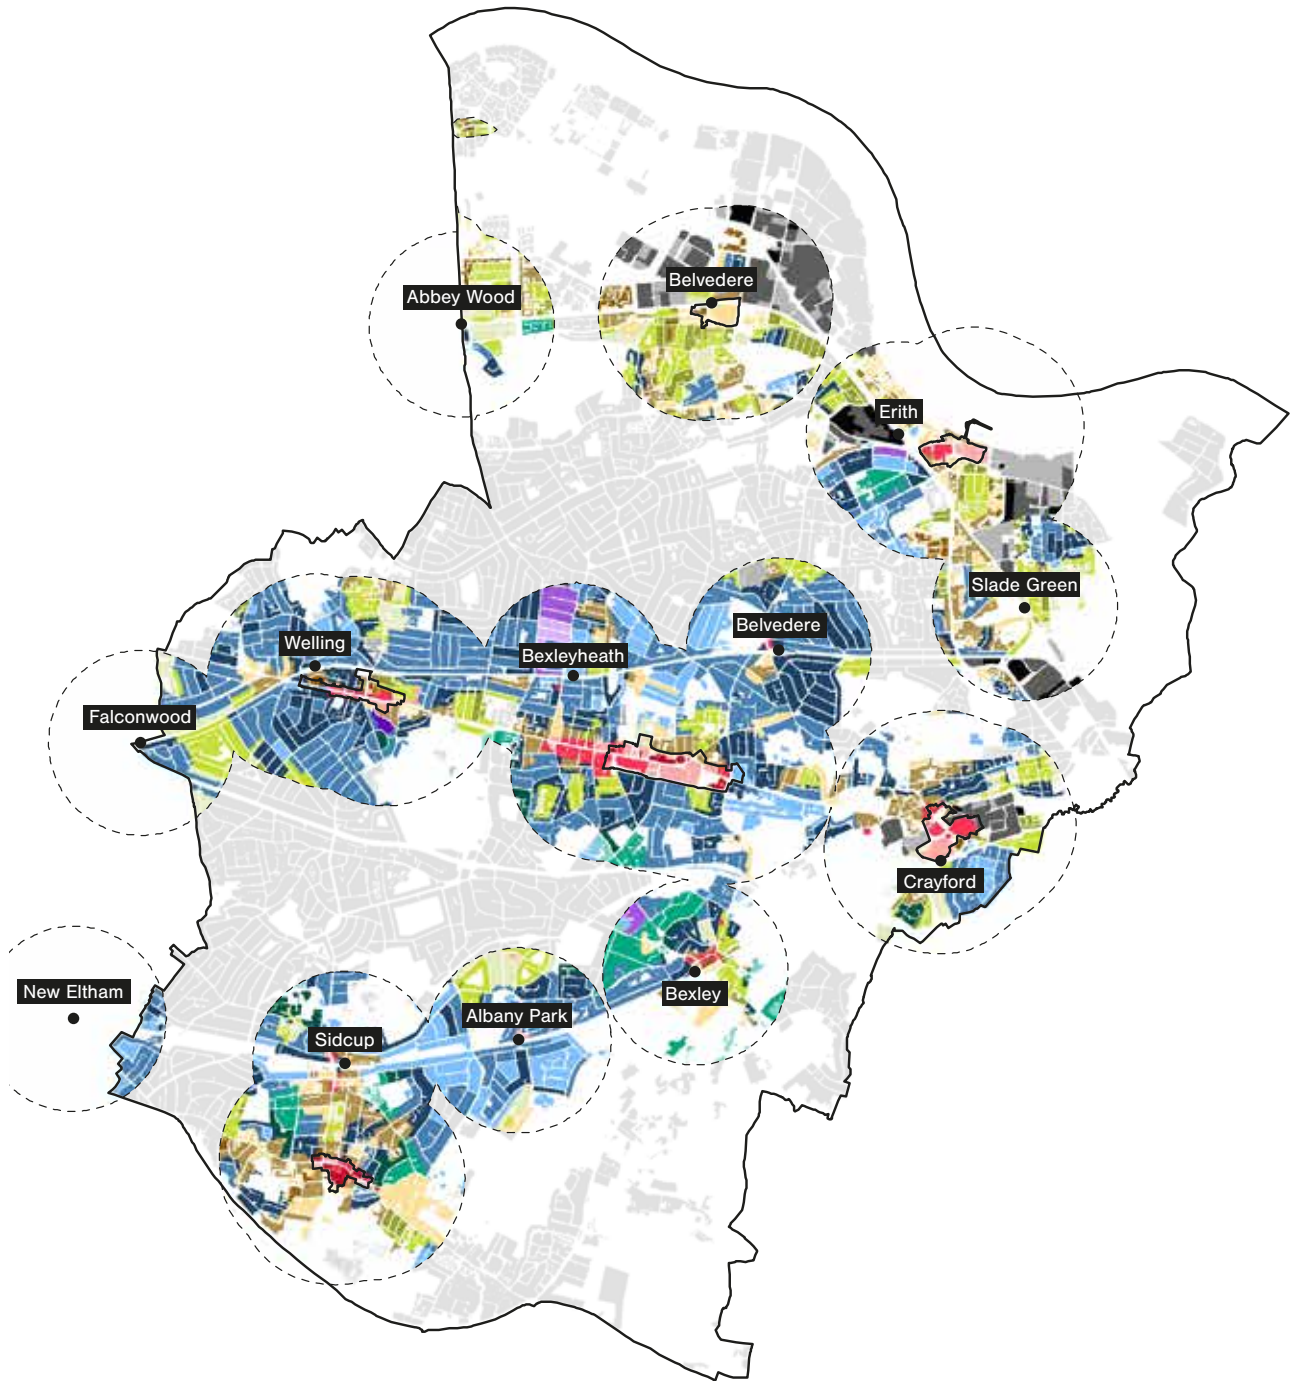 Belvedere
Abbey Wood
Erith
Slade Green
Belvedere
Welling
Bexleyheath
Falconwood
Crayford
New Eltham
Bexley
Albany Park
Sidcup